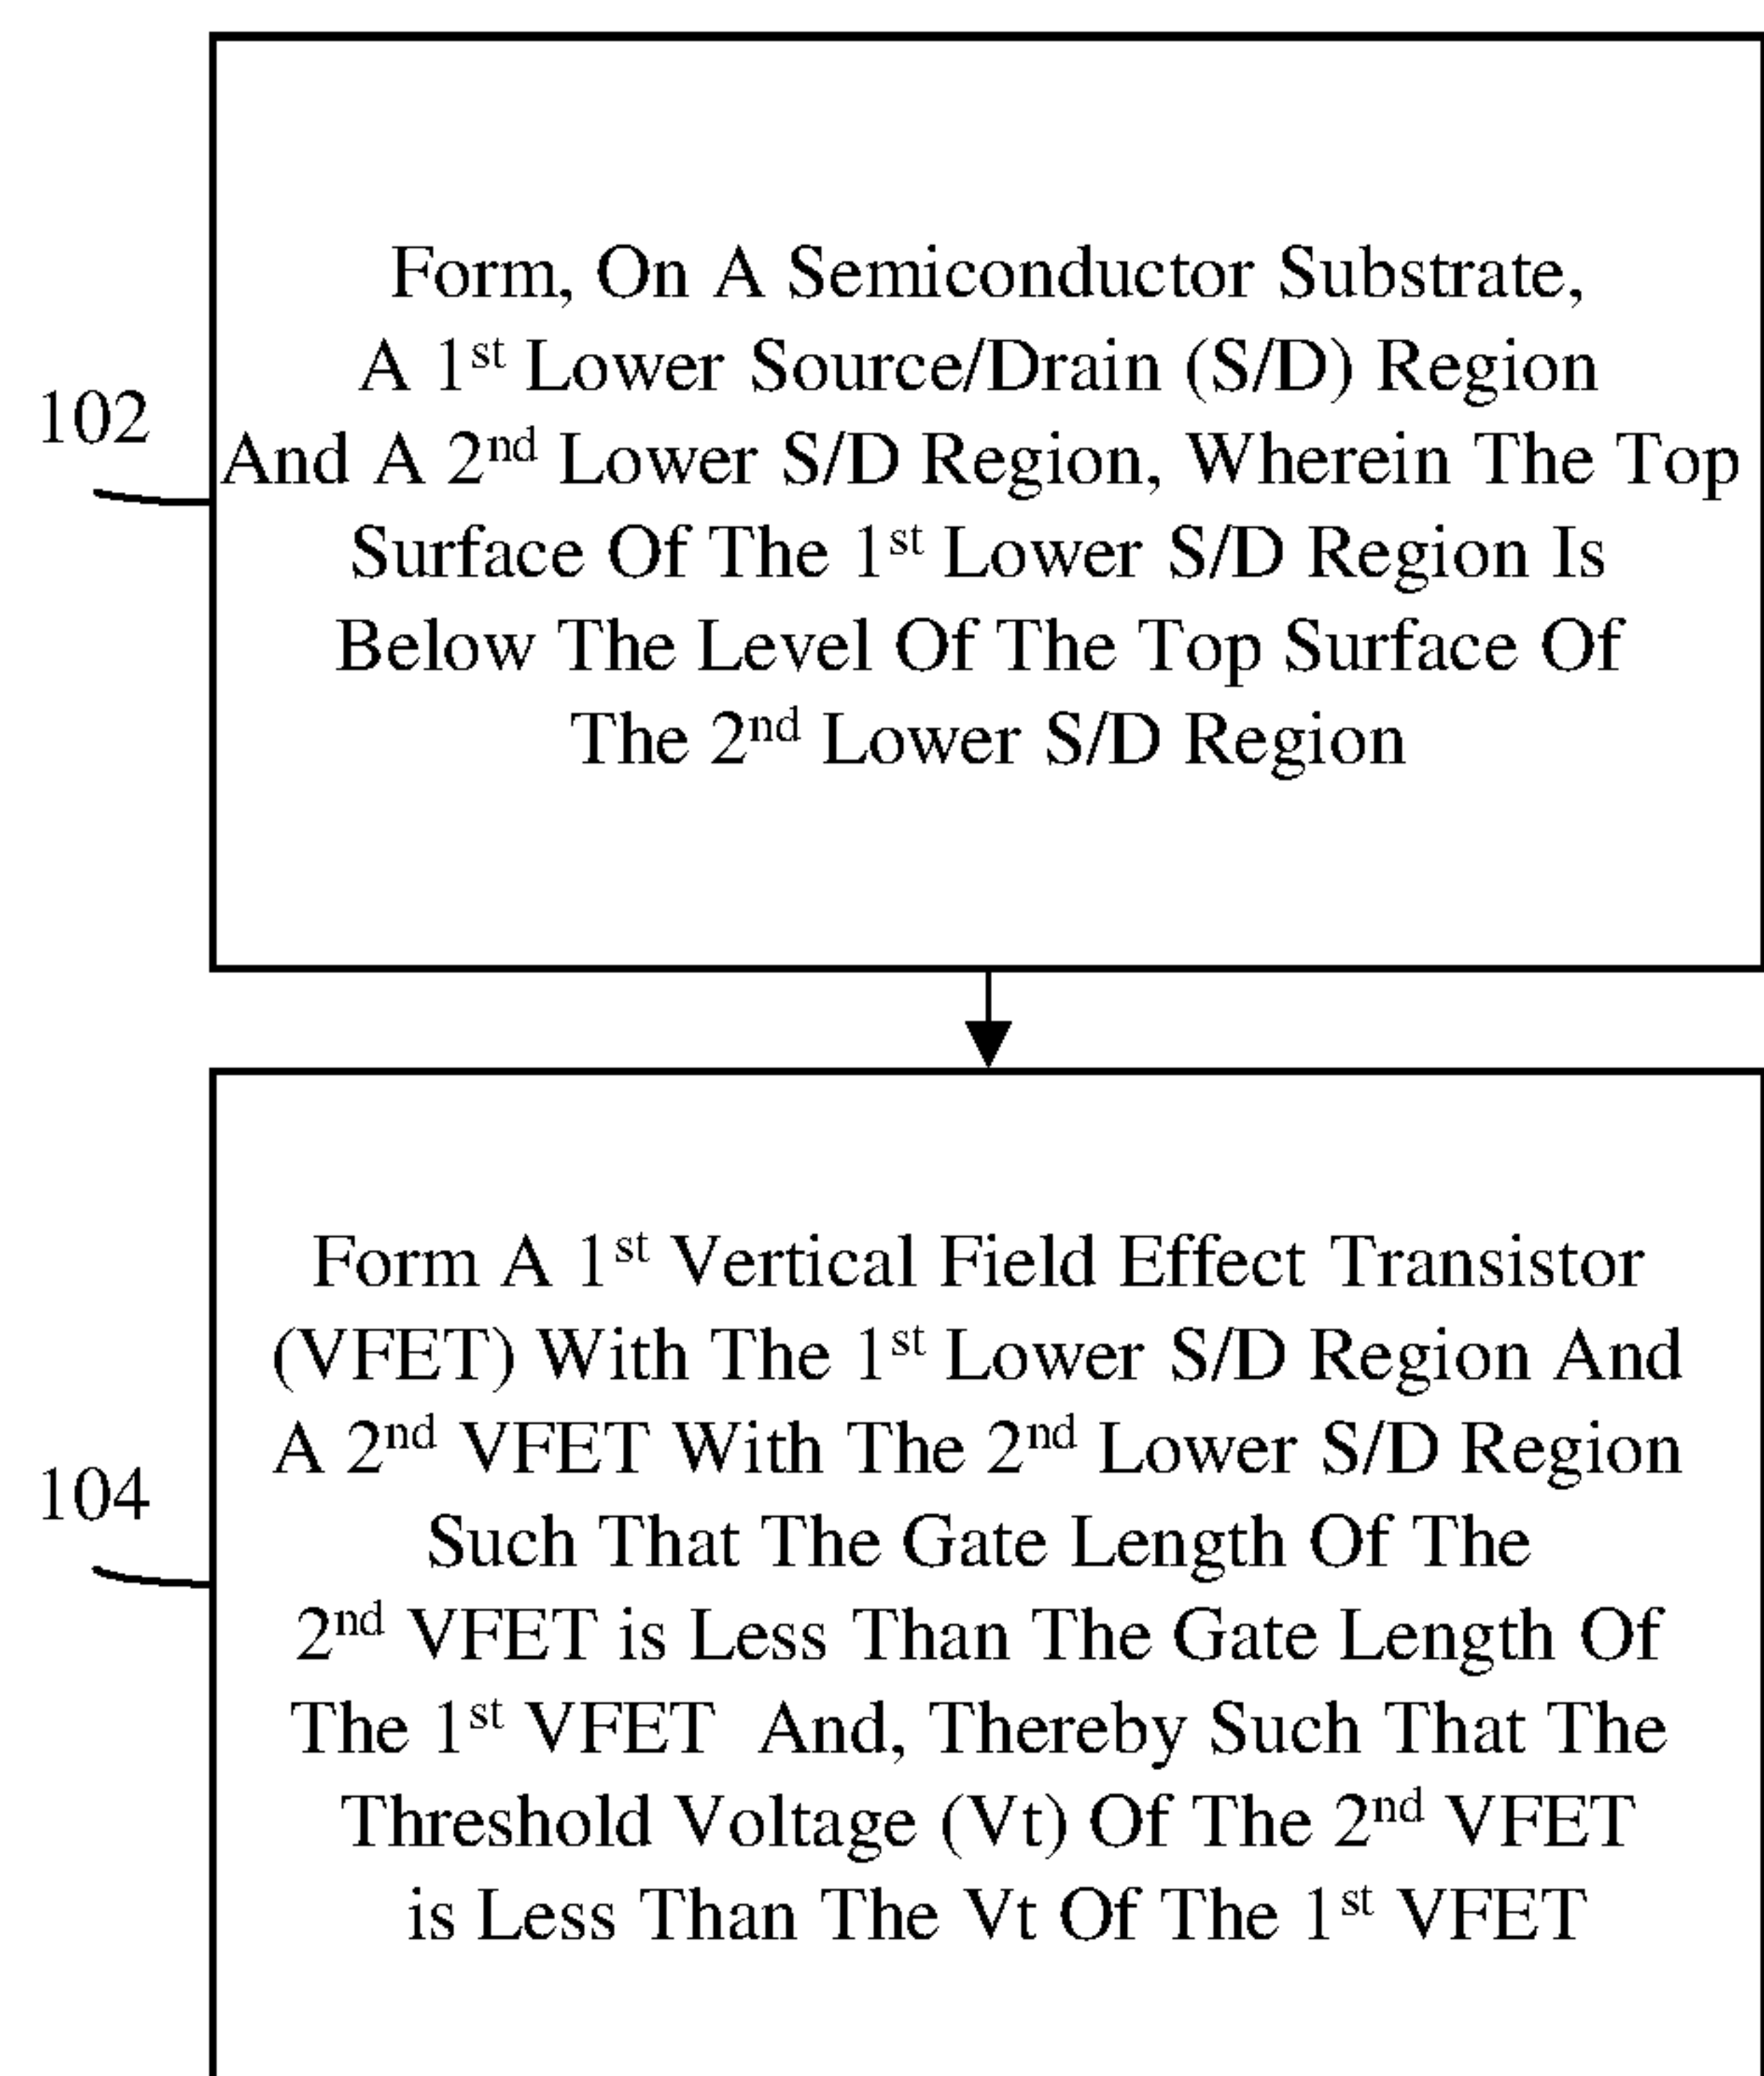 Form, On A Semiconductor Substrate,
A 1st Lower Source/Drain (S/D) Region
102
And A 2nd Lower S/D Region, Wherein The Top
Surface Of The 1st Lower S/D Region Is
Below The Level Of The Top Surface Of
The 2nd Lower S/D Region
Form A 1st Vertical Field Effect Transistor
(VFET) With The 1st Lower S/D Region And
A 2nd VFET With The 2nd Lower S/D Region
104
Such That The Gate Length Of The
2nd VFET is Less Than The Gate Length Of
The 1st VFET And, Thereby Such That The
Threshold Voltage (Vt) Of The 2nd VFET
is Less Than The Vt Of The 1st VFET